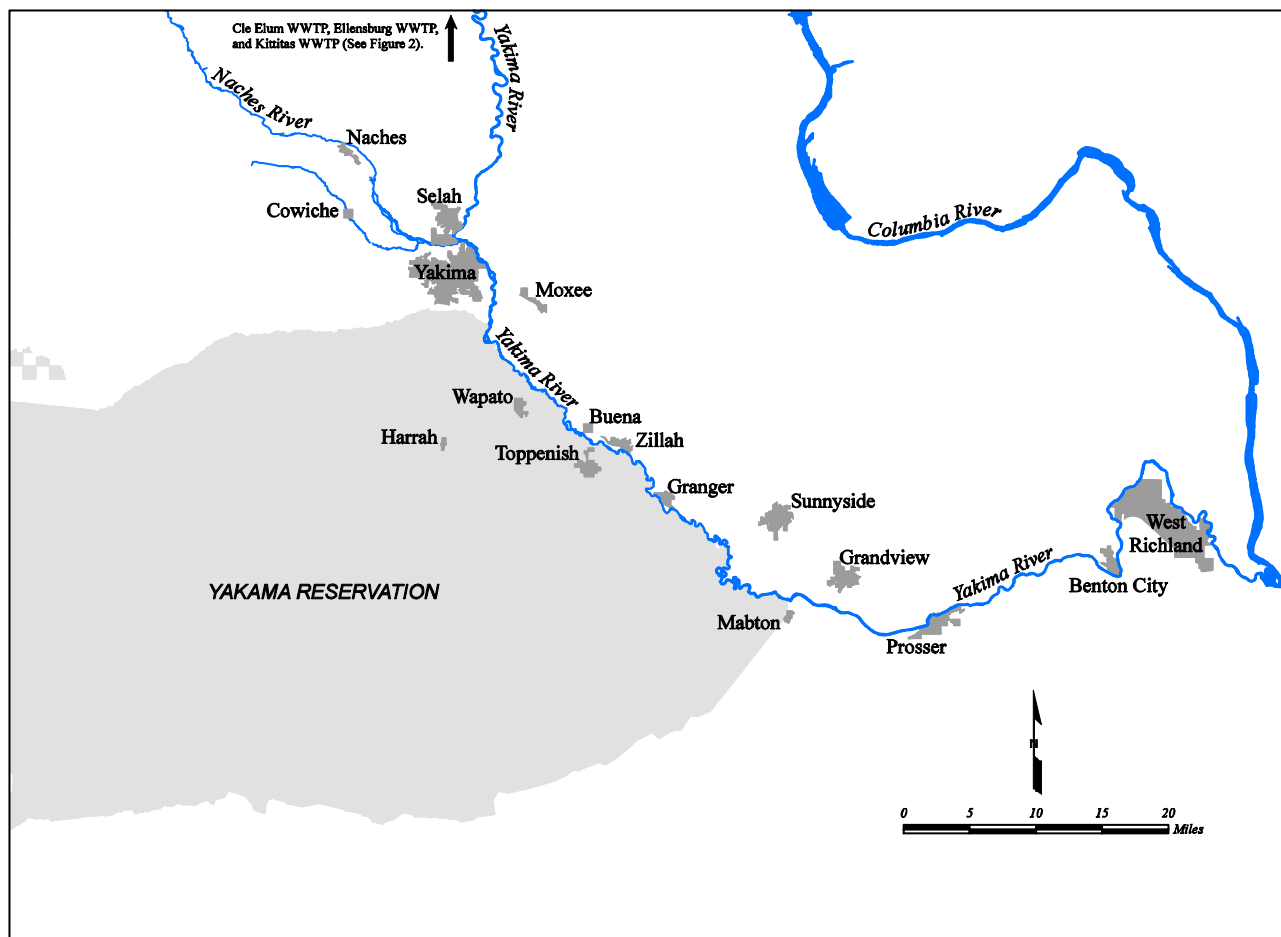 Cle Elum WWTP, Ellensburg WWTP,
and Kittitas WWTP (See Figure 2).
Yakima River
Naches River
Naches
Selah
Cowiche
Columbia River
Yakima
Moxee
Yakima River
Wapato
Buena
Harrah
Zillah
Toppenish
Granger
Sunnyside
West
Richland
Grandview
Yakima River
Benton City
YAKAMA RESERVATION
Mabton
Prosser
N
0 5 10 15 20
Miles